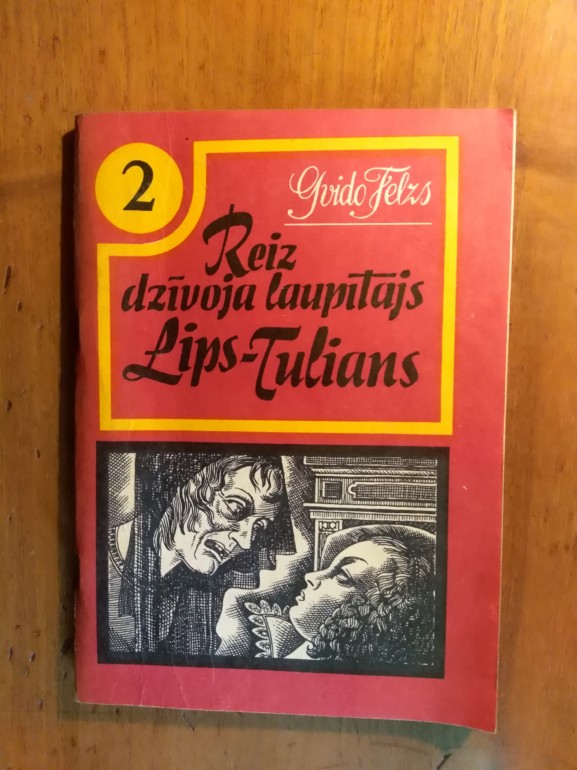 2
Gvido Felzs
Reiz
dzīvoja laupītājs
Lips-Tulians